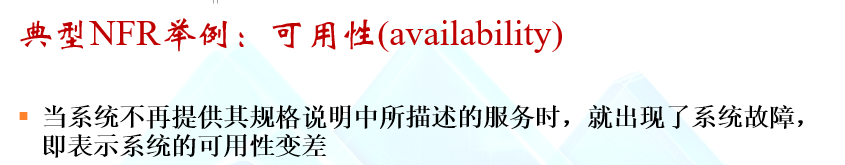 典型NFR举例：可用性(availability)
当系统不再提供其规格说明中所描述的服务时，就出现了系统故障，
即表示系统的可用性变差